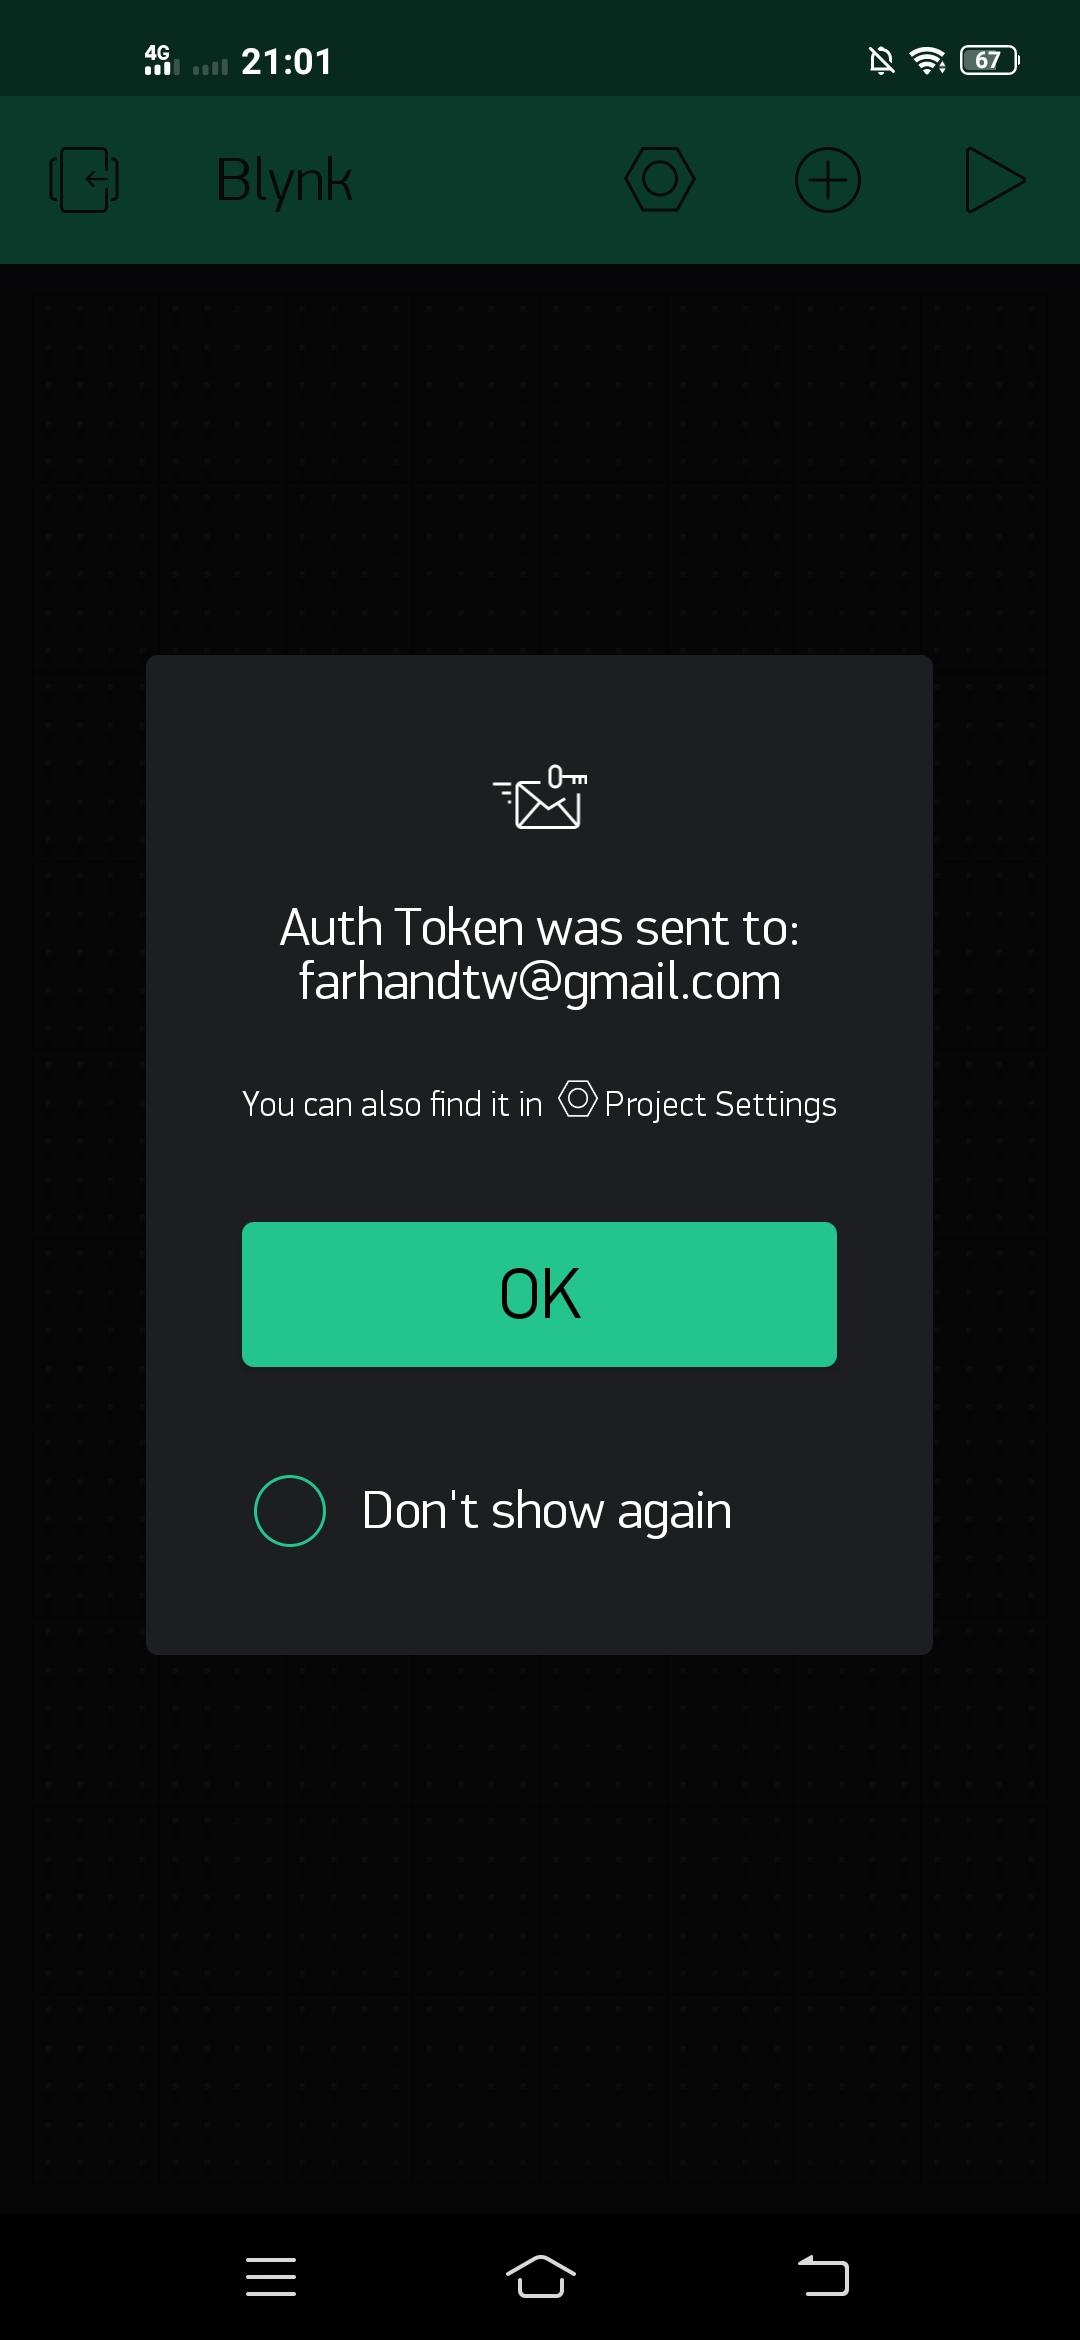 4G 21:01 67
Blynk
Auth Token was sent to:
farhandtw@gmail.com
You can also find it in Project Settings
OK
Don't show again